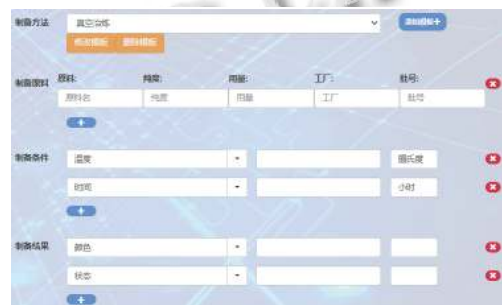 制备方法 真空冶炼 添加模板+
修改模板 删除模板
制备原料 原料: 纯度: 用量: 工厂: 批号:
原料名 纯度 用量 工厂 批号
+
制备条件 温度 摄氏度
时间 小时
+
制备结果 颜色
状态
+